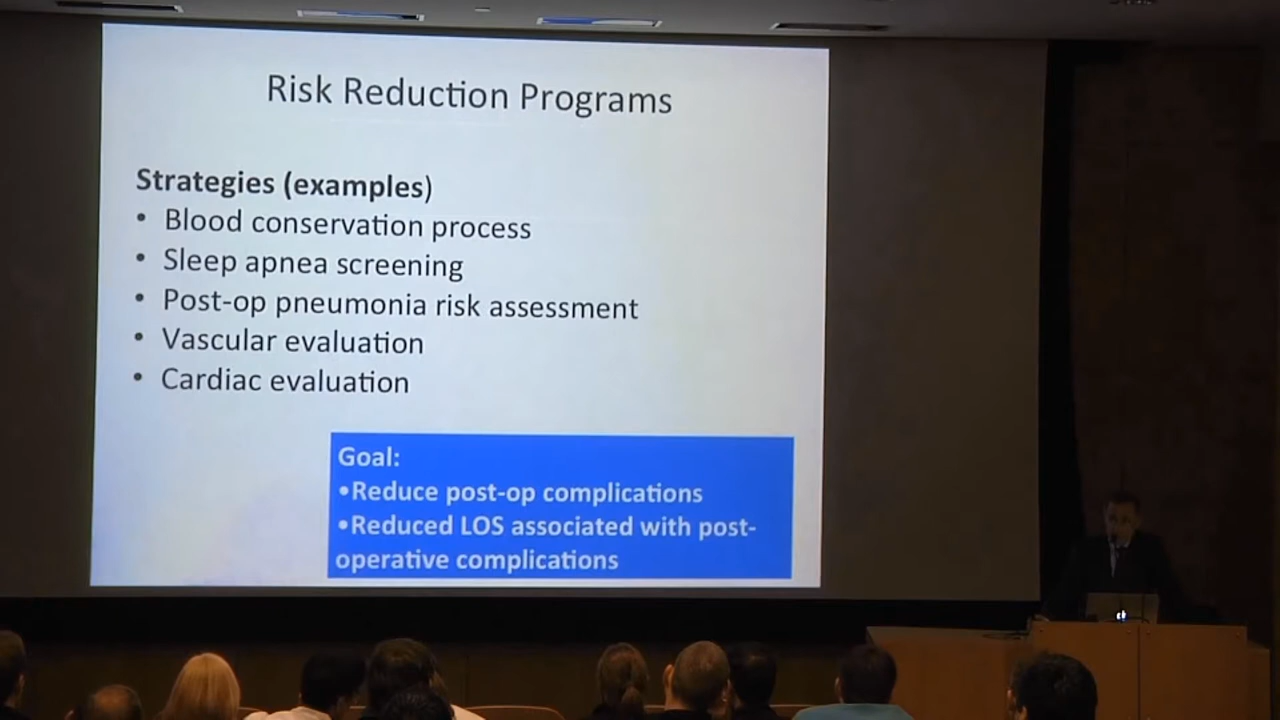 Risk Reduction Programs
Strategies (examples)
• Blood conservation process
• Sleep apnea screening
• Post-op pneumonia risk assessment
• Vascular evaluation
• Cardiac evaluation
Goal:
•Reduce post-op complications
•Reduced LOS associated with post-
operative complications